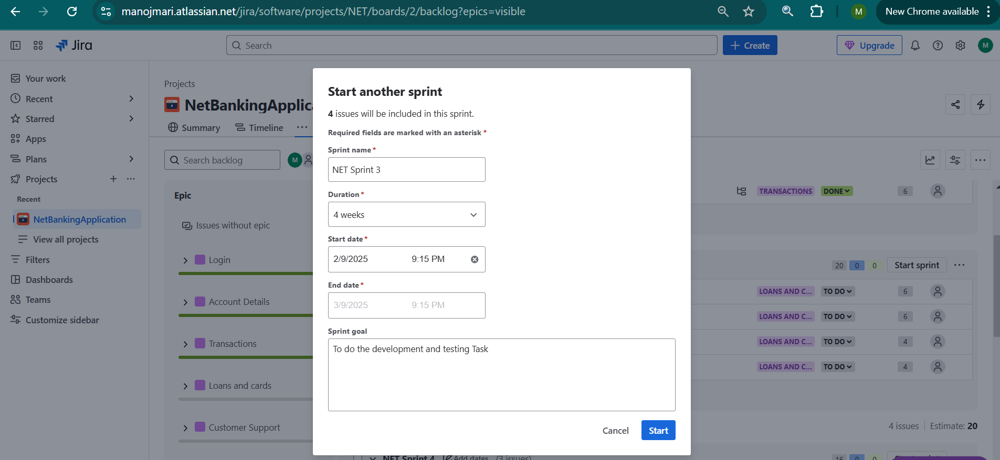 manojmari.atlassian.net/jira/software/projects/NET/boards/2/backlog?epics=visible
M
New Chrome available
Jira
Search
Create
Upgrade
M
Your work
Recent
Starred
Apps
Plans
Projects
Recent
NetBankingApplication
View all projects
Filters
Dashboards
Teams
Customize sidebar
Projects
NetBankingApplica
Summary
Timeline
Search backlog
M
Epic
Issues without epic
Login
Account Details
Transactions
Loans and cards
Customer Support
Start another sprint
4 issues will be included in this sprint.
Required fields are marked with an asterisk *
Sprint name *
NET Sprint 3
Duration *
4 weeks
Start date *
2/9/2025 9:15 PM
End date *
3/9/2025 9:15 PM
Sprint goal
To do the development and testing Task
Cancel
Start
TRANSACTIONS DONE 6
20 0 0 Start sprint
LOANS AND C... TO DO 6
LOANS AND C... TO DO 6
LOANS AND C... TO DO 4
LOANS AND C... TO DO 4
4 issues Estimate: 20
NET Sprint 4 Add dates (3 issues)
16 0 0